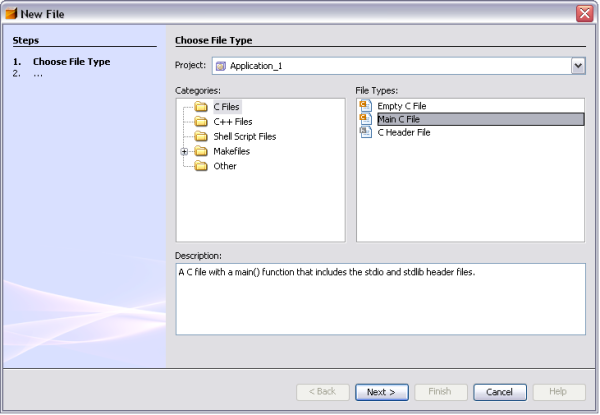 New File
Steps
1. Choose File Type
2. ...
Choose File Type
Project: Application_1
Categories:
C Files
C++ Files
Shell Script Files
Makefiles
Other
File Types:
Empty C File
Main C File
C Header File
Description:
A C file with a main() function that includes the stdio and stdlib header files.
< Back Next > Finish Cancel Help